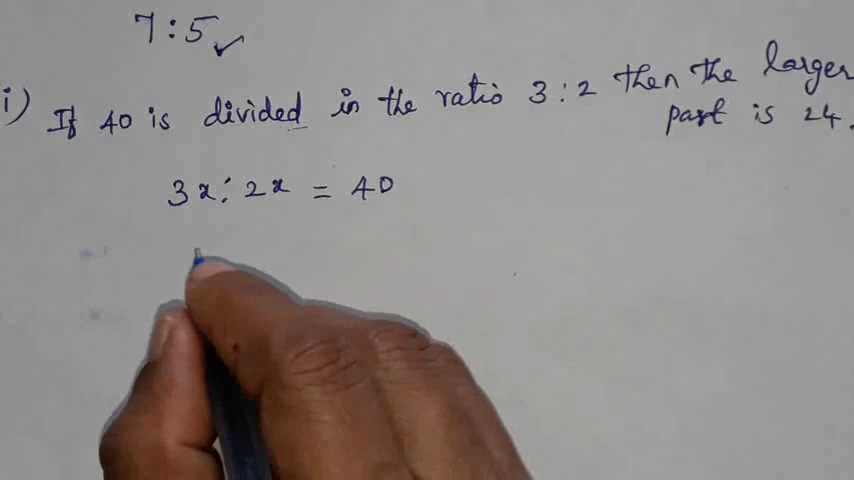 7 : 5 ✓
i) If 40 is divided in the ratio 3 : 2 then the larger
part is 24.
3x : 2x = 40